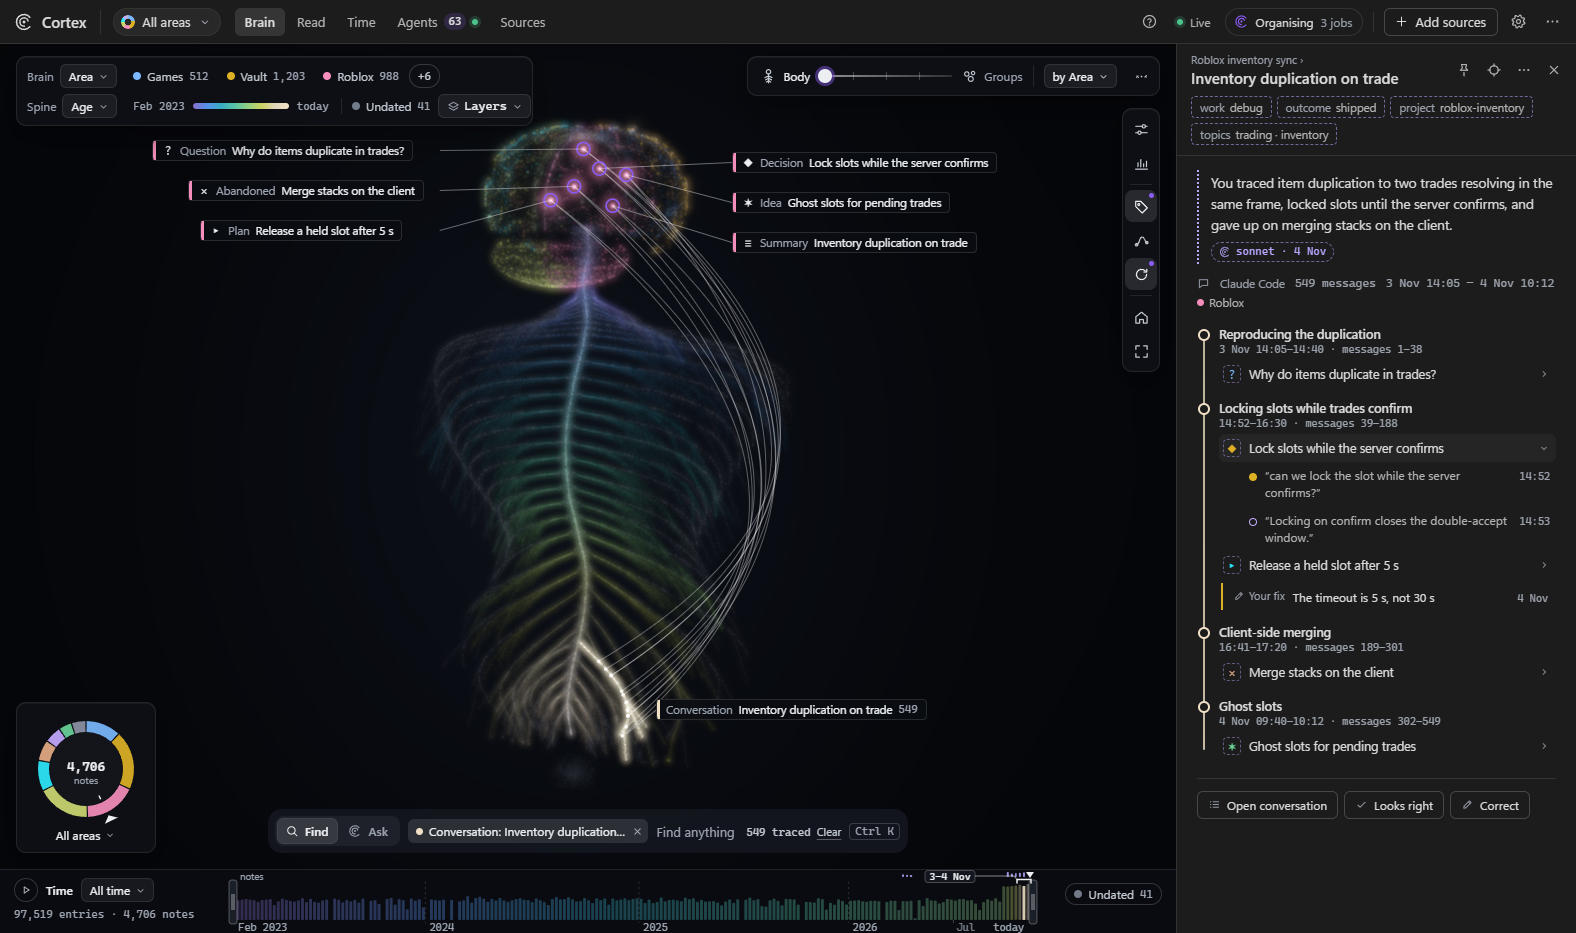 Cortex
All areas
Brain
Read
Time
Agents 63
Sources
Live
Organising 3 jobs
Add sources
Brain Area
Games 512
Vault 1,203
Roblox 988
+6
Spine Age
Feb 2023
today
Undated 41
Layers
Body
Groups
by Area
? Question Why do items duplicate in trades?
Abandoned Merge stacks on the client
Plan Release a held slot after 5 s
Decision Lock slots while the server confirms
Idea Ghost slots for pending trades
Summary Inventory duplication on trade
Conversation Inventory duplication on trade 549
4,706
notes
All areas
Find
Ask
Conversation: Inventory duplication...
Find anything
549 traced
Clear
Ctrl K
Time
All time
97,519 entries · 4,706 notes
notes
3–4 Nov
Feb 2023
2024
2025
2026
Jul
today
Undated 41
Roblox inventory sync ›
Inventory duplication on trade
work debug
outcome shipped
project roblox-inventory
topics trading · inventory
You traced item duplication to two trades resolving in the
same frame, locked slots until the server confirms, and
gave up on merging stacks on the client.
sonnet · 4 Nov
Claude Code 549 messages 3 Nov 14:05 – 4 Nov 10:12
Roblox
Reproducing the duplication
3 Nov 14:05–14:40 · messages 1–38
? Why do items duplicate in trades?
Locking slots while trades confirm
14:52–16:30 · messages 39–188
Lock slots while the server confirms
“can we lock the slot while the server 14:52
confirms?”
“Locking on confirm closes the double-accept 14:53
window.”
Release a held slot after 5 s
Your fix The timeout is 5 s, not 30 s 4 Nov
Client-side merging
16:41–17:20 · messages 189–301
Merge stacks on the client
Ghost slots
4 Nov 09:40–10:12 · messages 302–549
Ghost slots for pending trades
Open conversation
Looks right
Correct